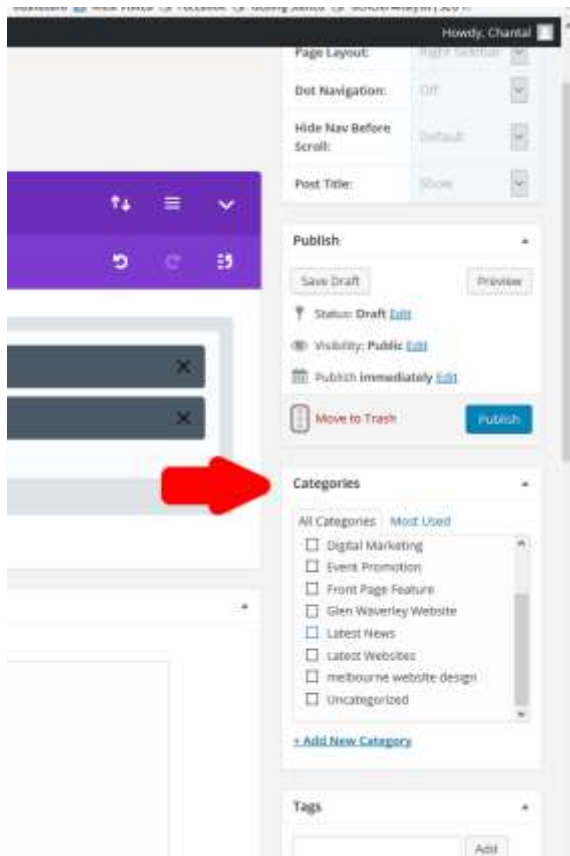 Howdy, Chantal
Page Layout: Right Sidebar
Dot Navigation: Off
Hide Nav Before
Scroll: Default
Post Title: Show
Publish
Save Draft Preview
Status: Draft Edit
Visibility: Public Edit
Publish immediately Edit
Move to Trash Publish
Categories
All Categories Most Used
Digital Marketing
Event Promotion
Front Page Feature
Glen Waverley Website
Latest News
Latest Websites
melbourne website design
Uncategorized
+ Add New Category
Tags
Add